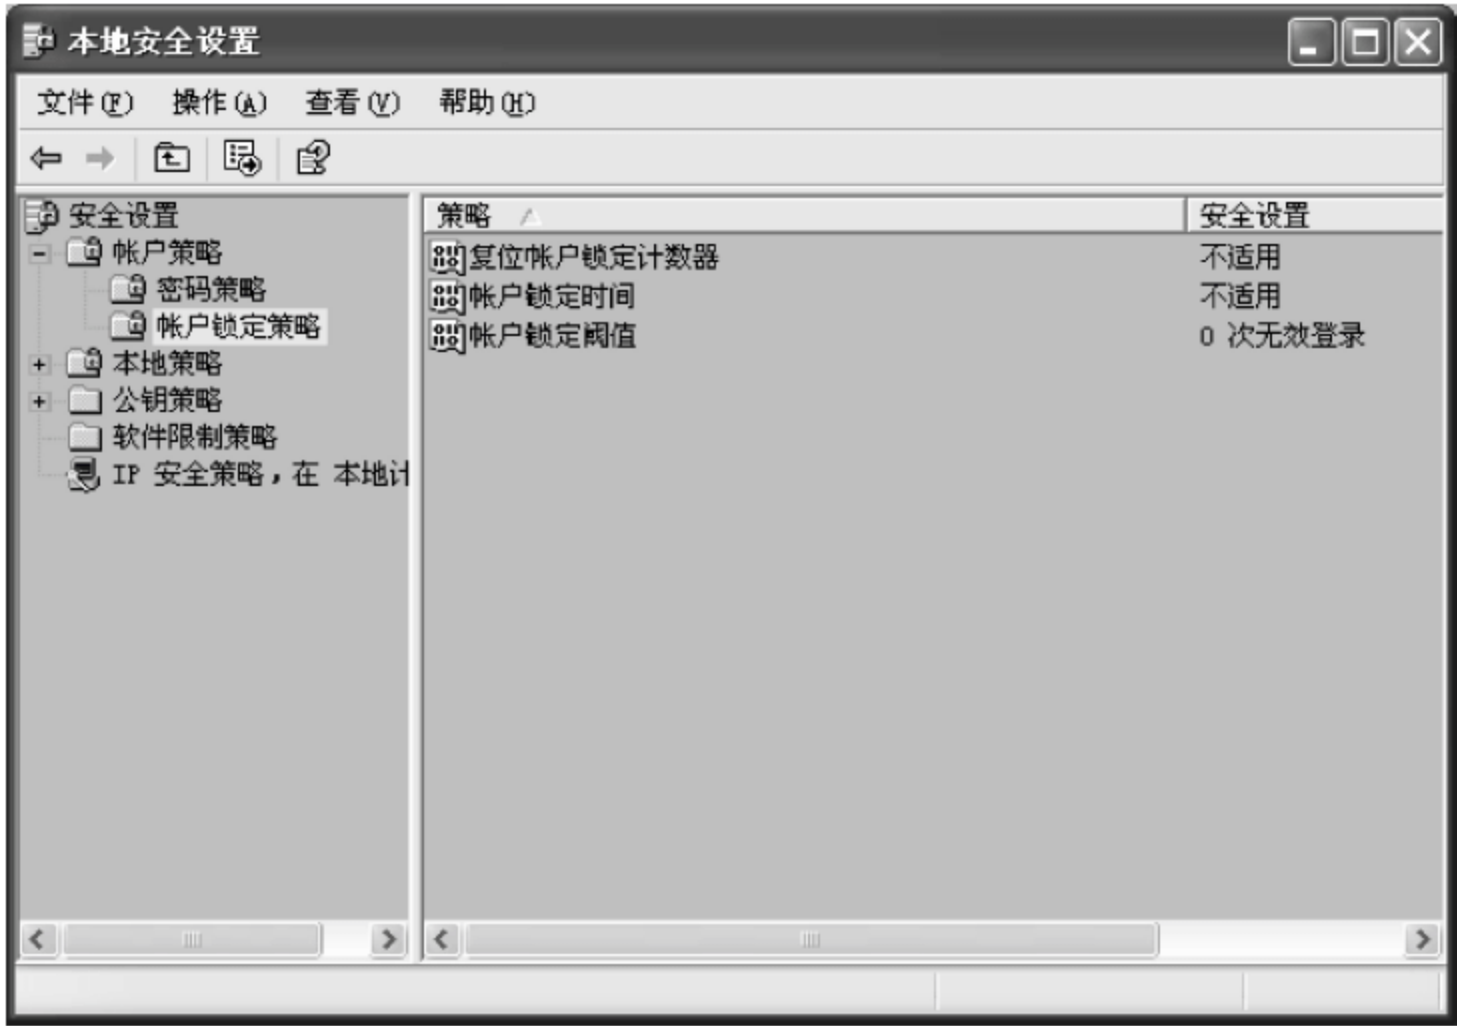 本地安全设置
文件(F) 操作(A) 查看(V) 帮助(H)
安全设置
帐户策略
密码策略
帐户锁定策略
本地策略
公钥策略
软件限制策略
IP 安全策略，在 本地计
策略 安全设置
复位帐户锁定计数器 不适用
帐户锁定时间 不适用
帐户锁定阈值 0 次无效登录